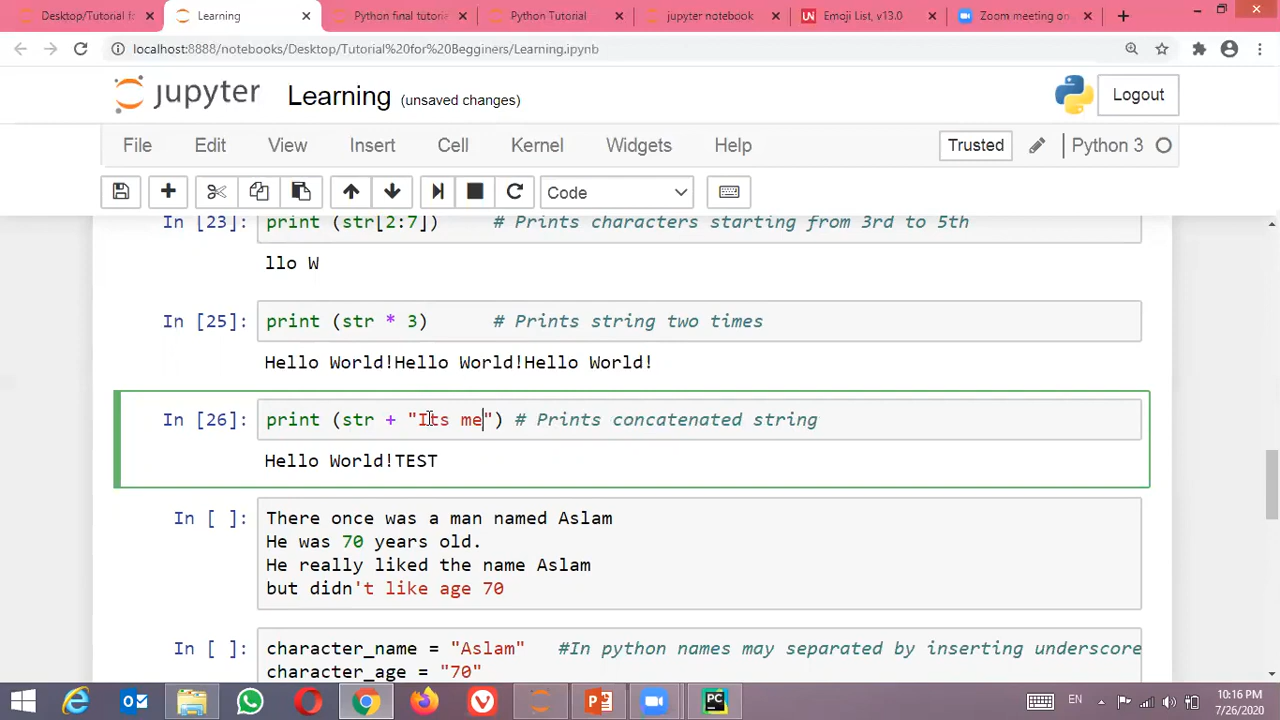 Desktop/Tutorial f
Learning
Python final tutoria
Python Tutorial
jupyter notebook
Emoji List, v13.0
Zoom meeting on
localhost:8888/notebooks/Desktop/Tutorial%20for%20Begginers/Learning.ipynb
jupyter Learning (unsaved changes)
Logout
File Edit View Insert Cell Kernel Widgets Help
Trusted
Python 3
Code
In [23]: print (str[2:7]) # Prints characters starting from 3rd to 5th
llo W
In [25]: print (str * 3) # Prints string two times
Hello World!Hello World!Hello World!
In [26]: print (str + "Its me") # Prints concatenated string
Hello World!TEST
In [ ]: There once was a man named Aslam
He was 70 years old.
He really liked the name Aslam
but didn't like age 70
In [ ]: character_name = "Aslam" #In python names may separated by inserting underscore
character_age = "70"
EN
10:16 PM
7/26/2020